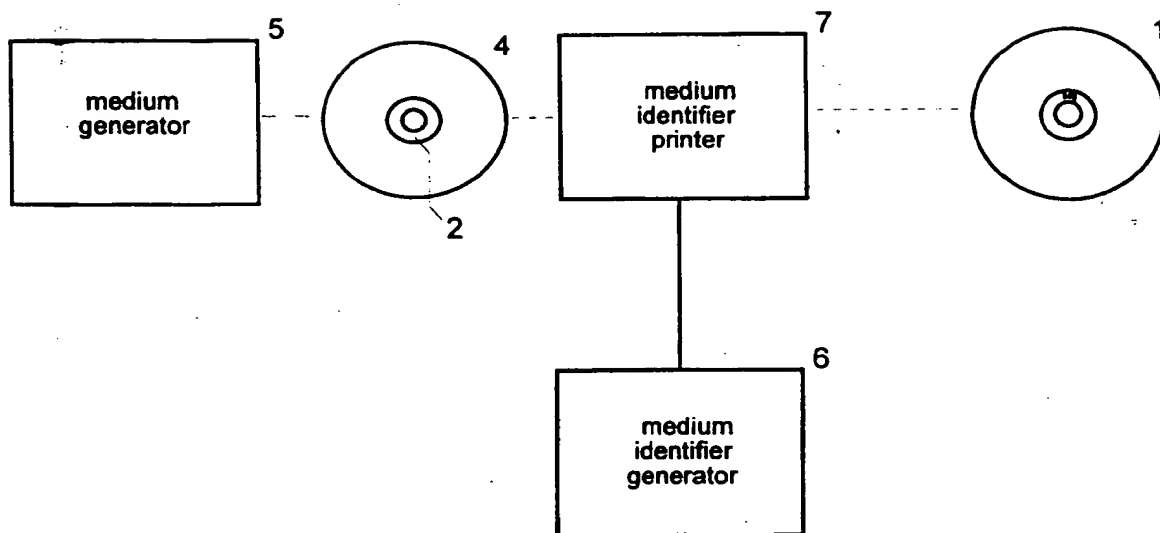 5
medium
generator
4
2
7
medium
identifier
printer
1
6
medium
identifier
generator